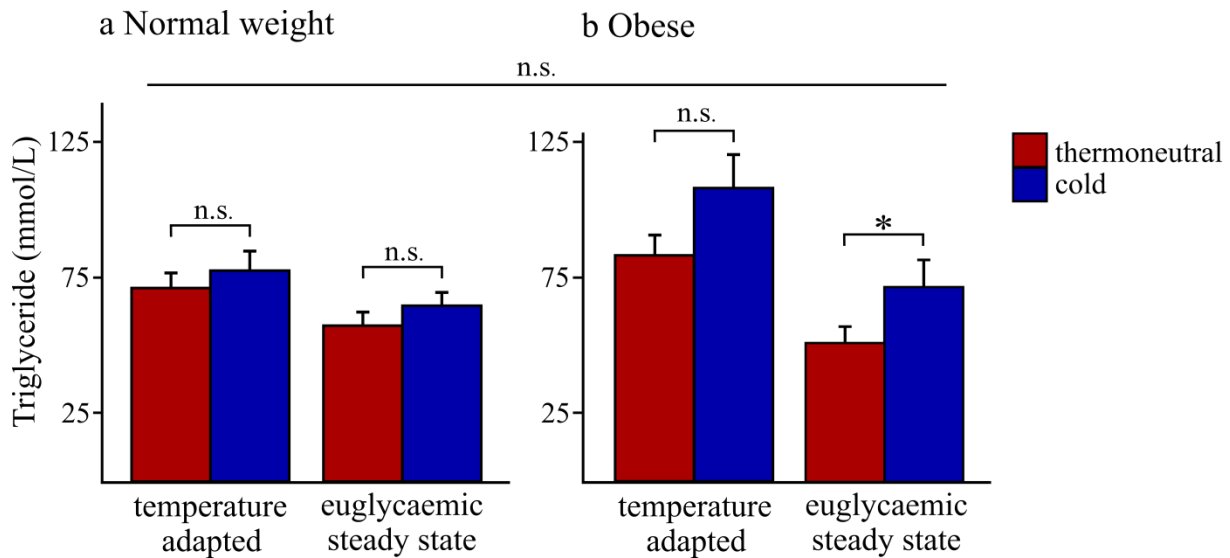 a Normal weight
b Obese
n.s.
n.s.
n.s.
n.s.
*
Triglyceride (mmol/L)
125
75
25
125
75
25
thermoneutral
cold
temperature
adapted
euglycaemic
steady state
temperature
adapted
euglycaemic
steady state